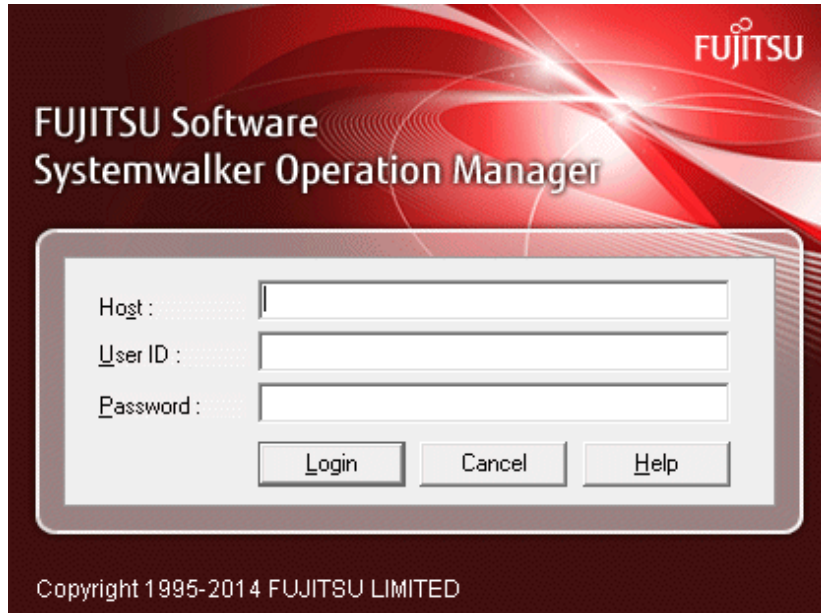 FUJITSU
FUJITSU Software
Systemwalker Operation Manager
Host :
User ID :
Password :
Login Cancel Help
Copyright 1995-2014 FUJITSU LIMITED